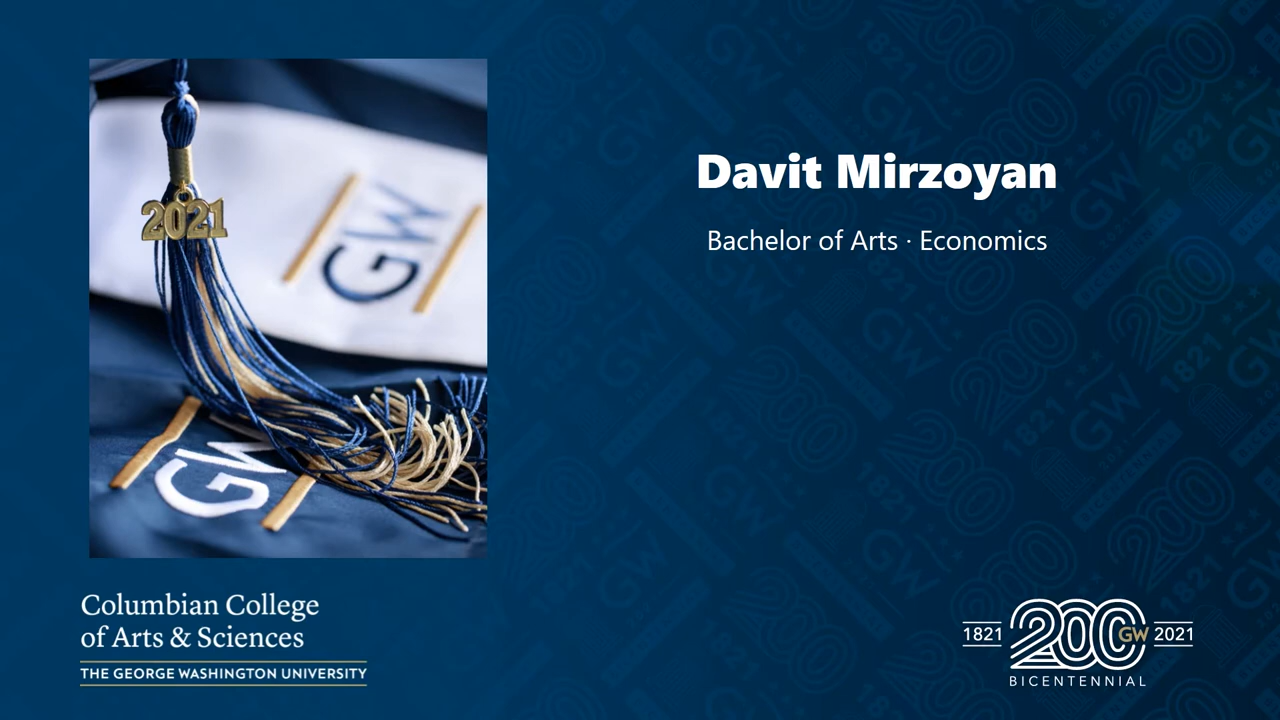 Davit Mirzoyan
Bachelor of Arts · Economics
2021
GW
GW
Columbian College
of Arts & Sciences
THE GEORGE WASHINGTON UNIVERSITY
1821 200 GW 2021
BICENTENNIAL